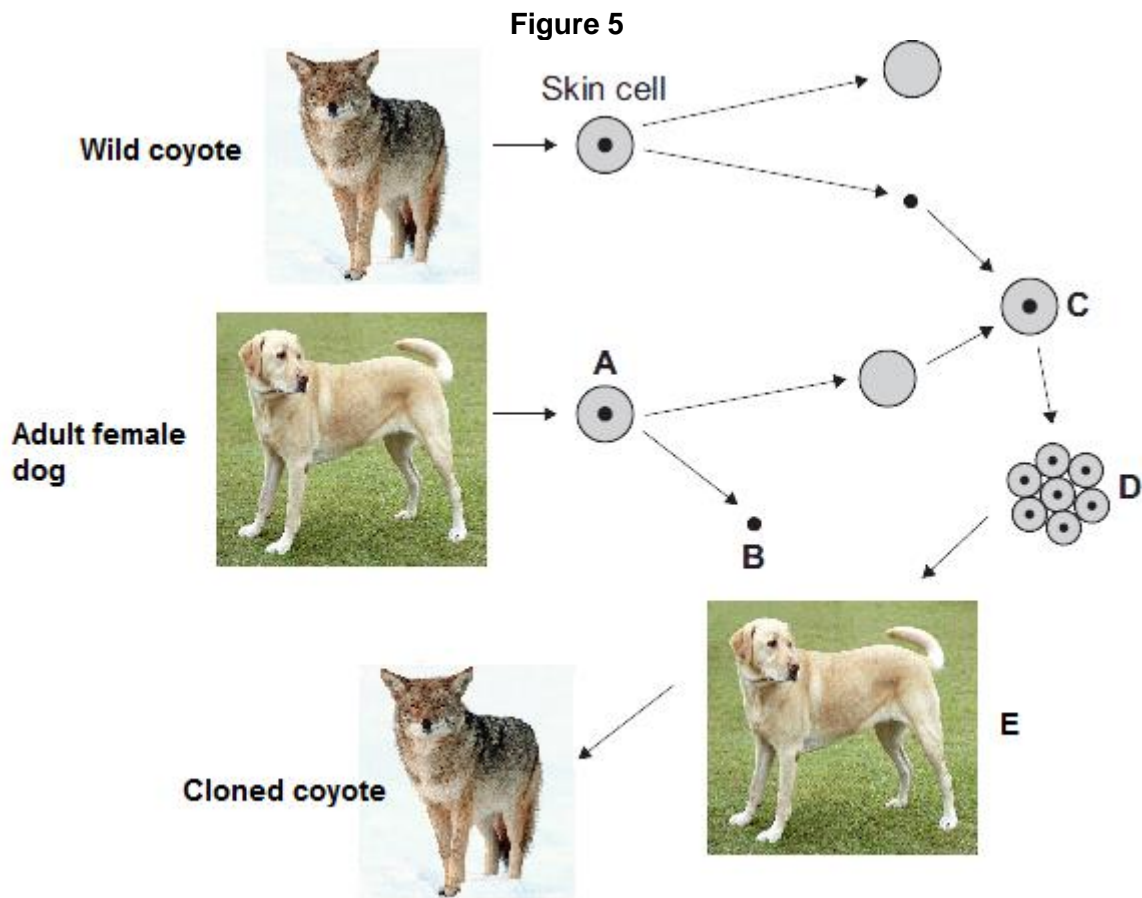 Figure 5
Skin cell
Wild coyote
C
A
Adult female
dog
D
B
E
Cloned coyote